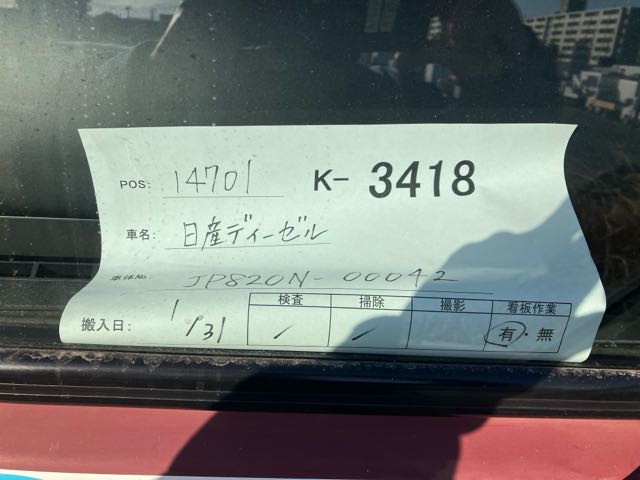 POS: 14701 K- 3418
車名: 日産ディーゼル
車体No. JP820N-00042
搬入日: 1/31
検査 掃除 撮影 看板作業
/ / 有・無